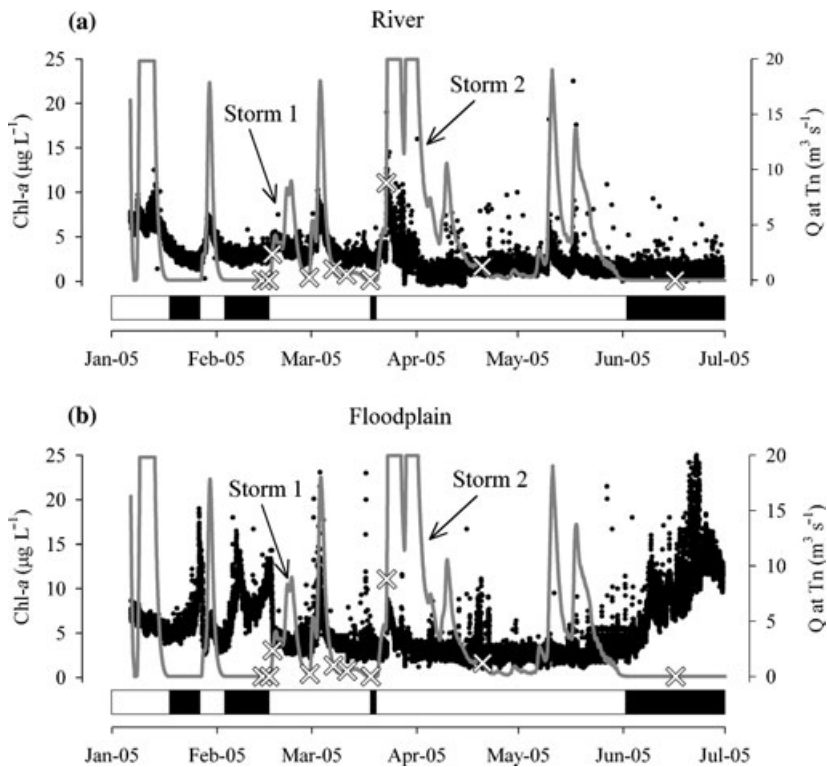 (a) River
25 20
20 15
15 10
10 5
5 0
0
Chl-a (µg L⁻¹)
Q at Tn (m³ s⁻¹)
Storm 1
Storm 2
Jan-05 Feb-05 Mar-05 Apr-05 May-05 Jun-05 Jul-05
(b) Floodplain
25 20
20 15
15 10
10 5
5 0
0
Chl-a (µg L⁻¹)
Q at Tn (m³ s⁻¹)
Storm 1
Storm 2
Jan-05 Feb-05 Mar-05 Apr-05 May-05 Jun-05 Jul-05